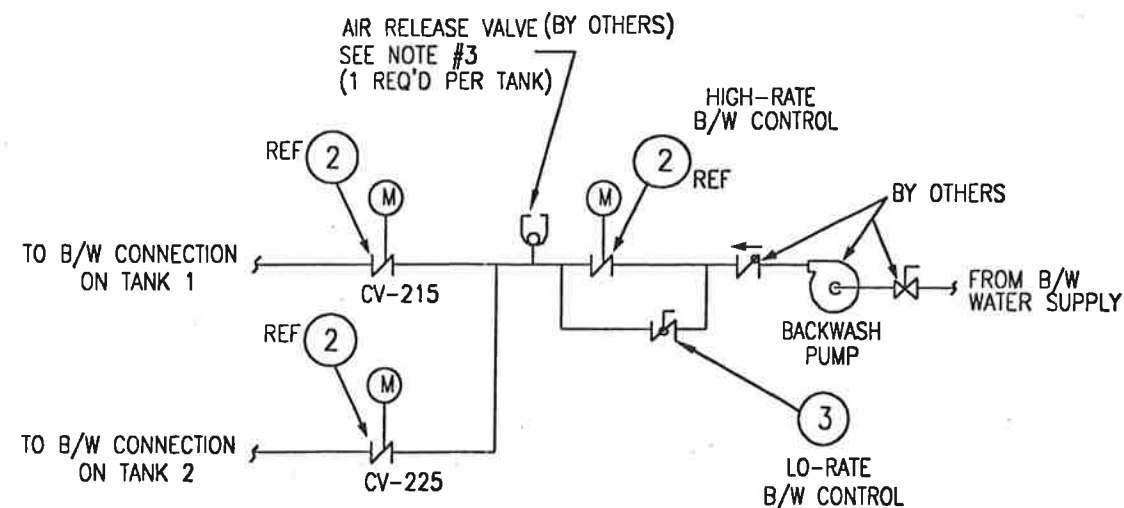 AIR RELEASE VALVE (BY OTHERS)
SEE NOTE #3
(1 REQ'D PER TANK)
HIGH-RATE
B/W CONTROL
REF 2
M
2 REF
M
BY OTHERS
TO B/W CONNECTION
ON TANK 1
CV-215
FROM B/W
WATER SUPPLY
BACKWASH
PUMP
REF 2
M
3
TO B/W CONNECTION
ON TANK 2
CV-225
LO-RATE
B/W CONTROL